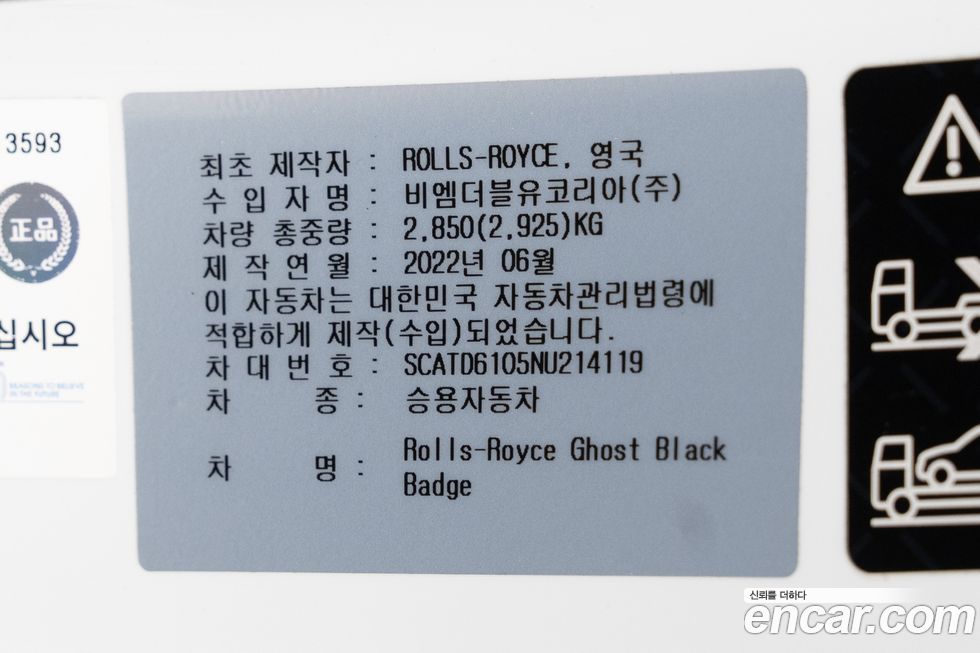 3593
正品
십시오
REASONS TO BELIEVE
IN THE FUTURE
최초 제작자 : ROLLS-ROYCE, 영국
수 입 자 명 : 비엠더블유코리아(주)
차량 총중량 : 2,850(2,925)KG
제 작 연 월 : 2022년 06월
이 자동차는 대한민국 자동차관리법령에
적합하게 제작(수입)되었습니다.
차 대 번 호 : SCATD6105NU214119
차 종 : 승용자동차
차 명 : Rolls-Royce Ghost Black
Badge
신뢰를 더하다
encar.com